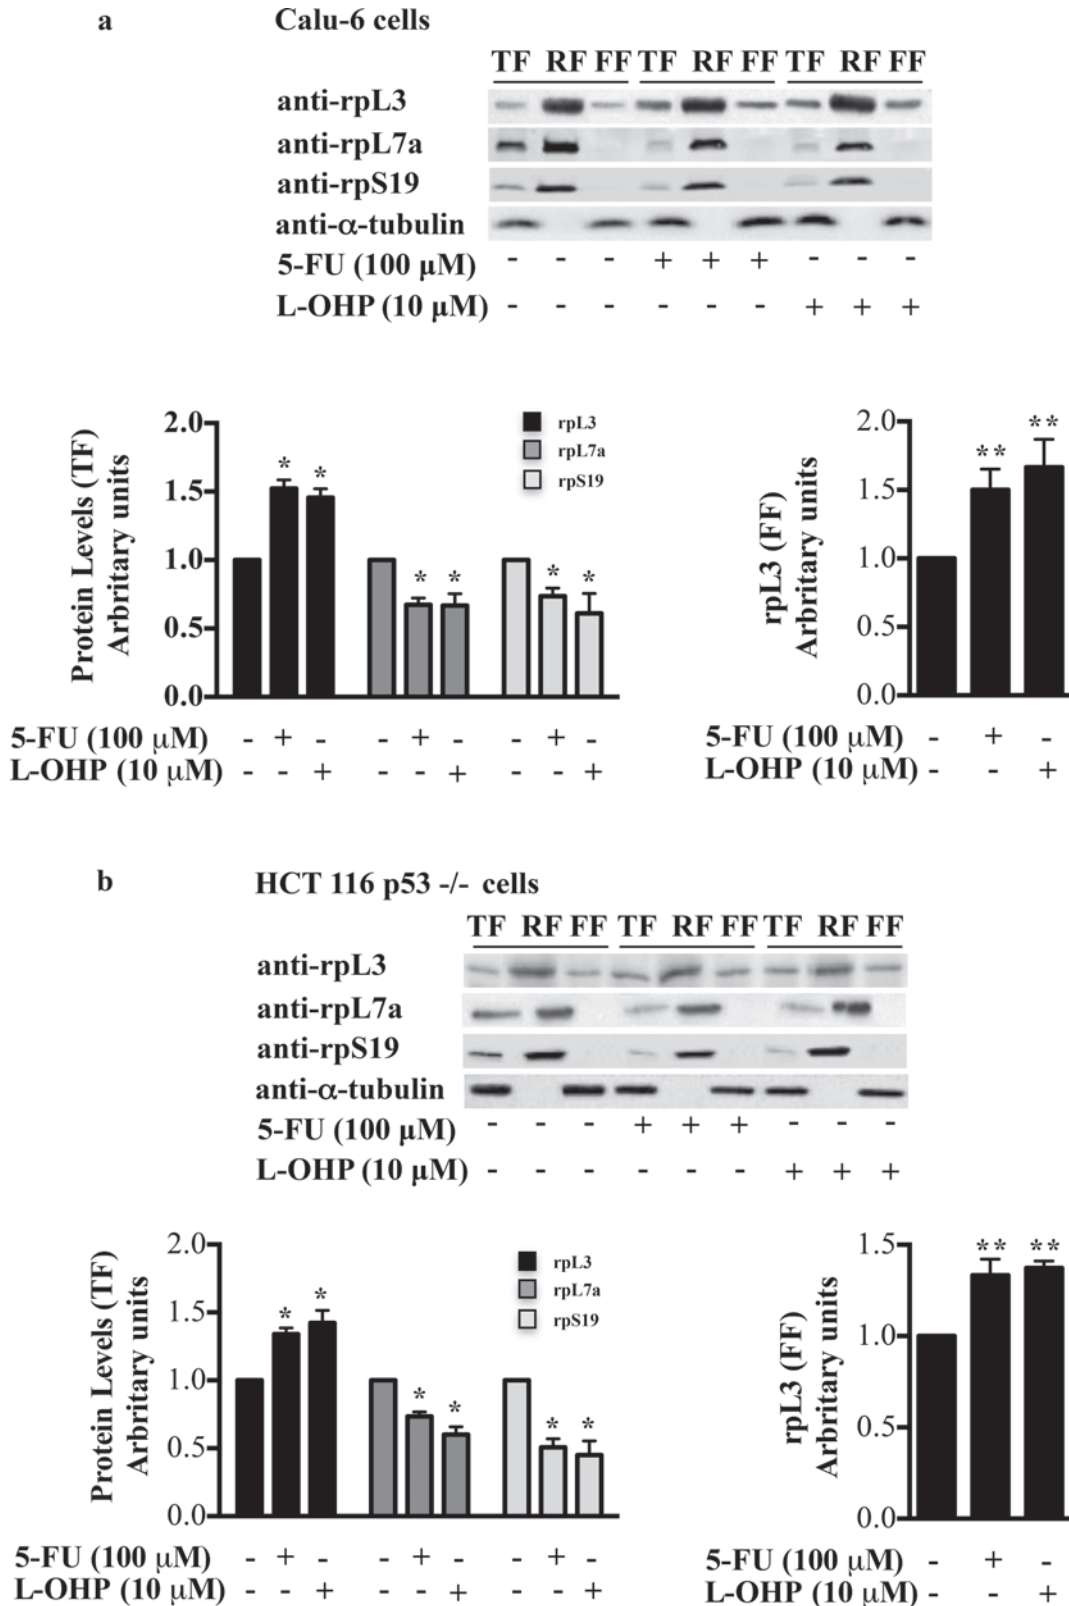 a Calu-6 cells
TF RF FF TF RF FF TF RF FF
anti-rpL3
anti-rpL7a
anti-rpS19
anti-α-tubulin
5-FU (100 µM) - - - + + + - - -
L-OHP (10 µM) - - - - - - + + +
Protein Levels (TF)
Arbritary units
2.0
1.5
1.0
0.5
0.0
* * * * * *
rpL3
rpL7a
rpS19
5-FU (100 µM) - + - - + - - + -
L-OHP (10 µM) - - + - - + - - +
rpL3 (FF)
Arbritary units
2.0
1.5
1.0
0.5
0.0
** **
5-FU (100 µM) - + -
L-OHP (10 µM) - - +
b HCT 116 p53 -/- cells
TF RF FF TF RF FF TF RF FF
anti-rpL3
anti-rpL7a
anti-rpS19
anti-α-tubulin
5-FU (100 µM) - - - + + + - - -
L-OHP (10 µM) - - - - - - + + +
Protein Levels (TF)
Arbritary units
2.0
1.5
1.0
0.5
0.0
* * * * * *
rpL3
rpL7a
rpS19
5-FU (100 µM) - + - - + - - + -
L-OHP (10 µM) - - + - - + - - +
rpL3 (FF)
Arbritary units
1.5
1.0
0.5
0.0
** **
5-FU (100 µM) - + -
L-OHP (10 µM) - - +